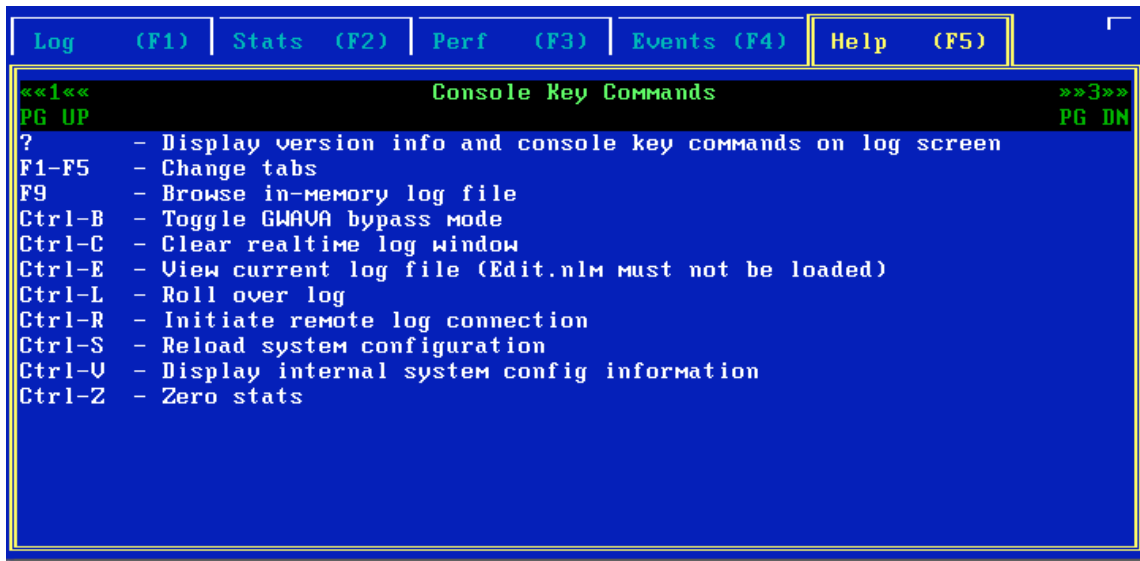 Log (F1) Stats (F2) Perf (F3) Events (F4) Help (F5)
««1«« Console Key Commands »»3»»
PG UP PG DN
? - Display version info and console key commands on log screen
F1-F5 - Change tabs
F9 - Browse in-memory log file
Ctrl-B - Toggle GWAVA bypass mode
Ctrl-C - Clear realtime log window
Ctrl-E - View current log file (Edit.nlm must not be loaded)
Ctrl-L - Roll over log
Ctrl-R - Initiate remote log connection
Ctrl-S - Reload system configuration
Ctrl-V - Display internal system config information
Ctrl-Z - Zero stats